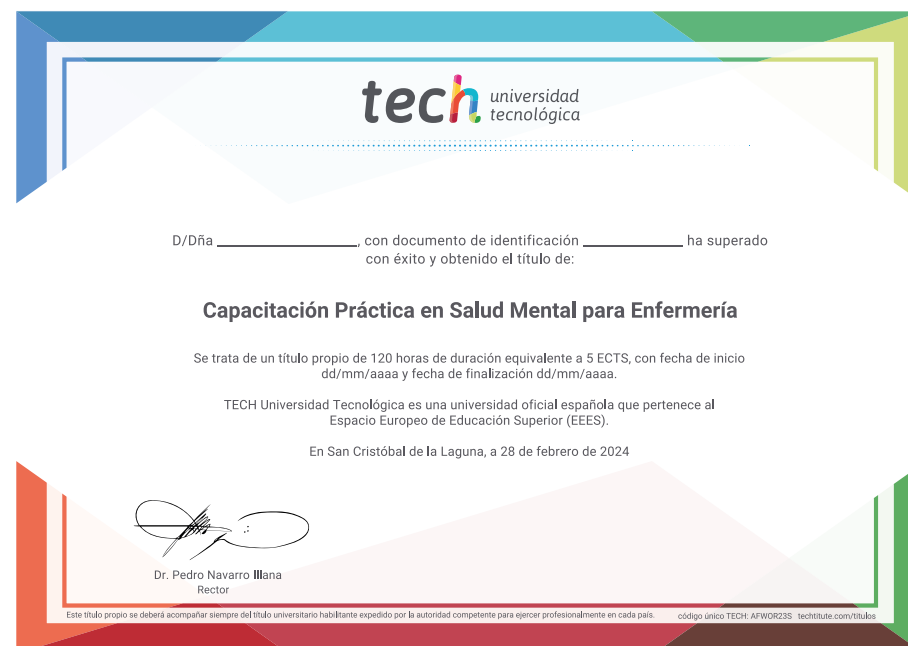 tech universidad
tecnológica
D/Dña ____________________, con documento de identificación ______________ ha superado
con éxito y obtenido el título de:
Capacitación Práctica en Salud Mental para Enfermería
Se trata de un título propio de 120 horas de duración equivalente a 5 ECTS, con fecha de inicio
dd/mm/aaaa y fecha de finalización dd/mm/aaaa.
TECH Universidad Tecnológica es una universidad oficial española que pertenece al
Espacio Europeo de Educación Superior (EEES).
En San Cristóbal de la Laguna, a 28 de febrero de 2024
Dr. Pedro Navarro Illana
Rector
Este título propio se deberá acompañar siempre del título universitario habilitante expedido por la autoridad competente para ejercer profesionalmente en cada país. código único TECH: AFWOR23S techtitute.com/titulos